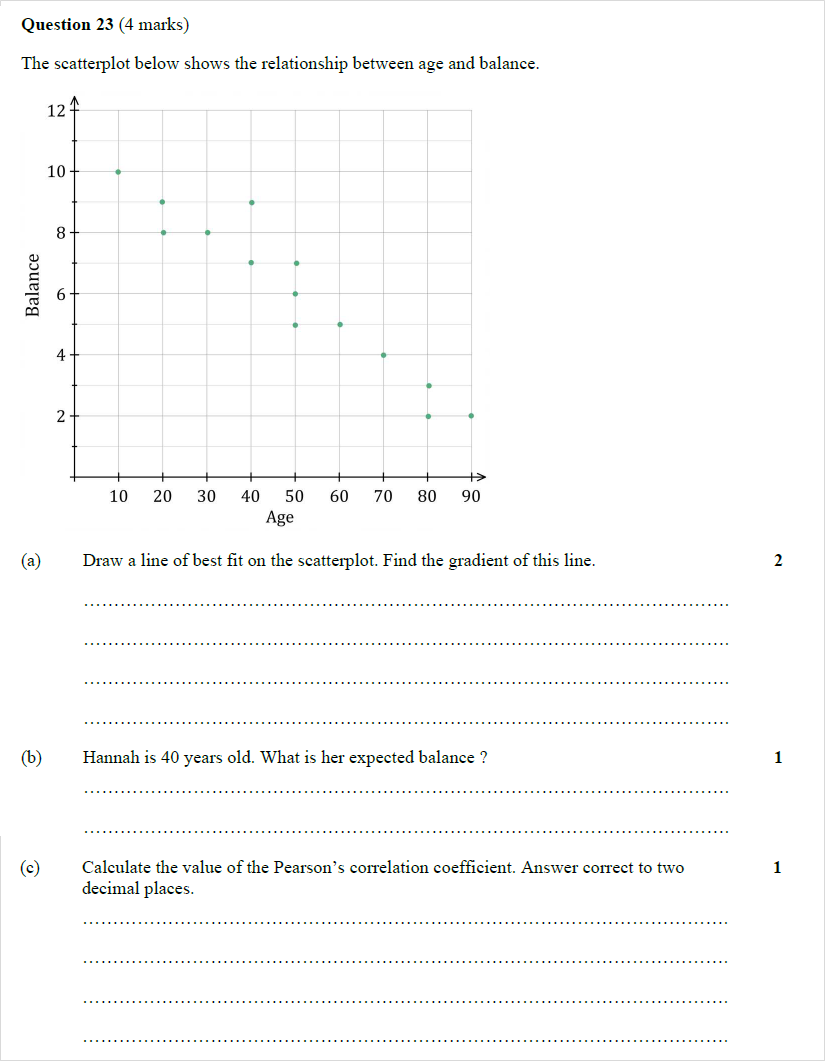 Question 23 (4 marks)
The scatterplot below shows the relationship between age and balance.
12
10
8
6
4
2
Balance
10 20 30 40 50 60 70 80 90
Age
(a) Draw a line of best fit on the scatterplot. Find the gradient of this line. 2
(b) Hannah is 40 years old. What is her expected balance ? 1
(c) Calculate the value of the Pearson’s correlation coefficient. Answer correct to two 1
decimal places.